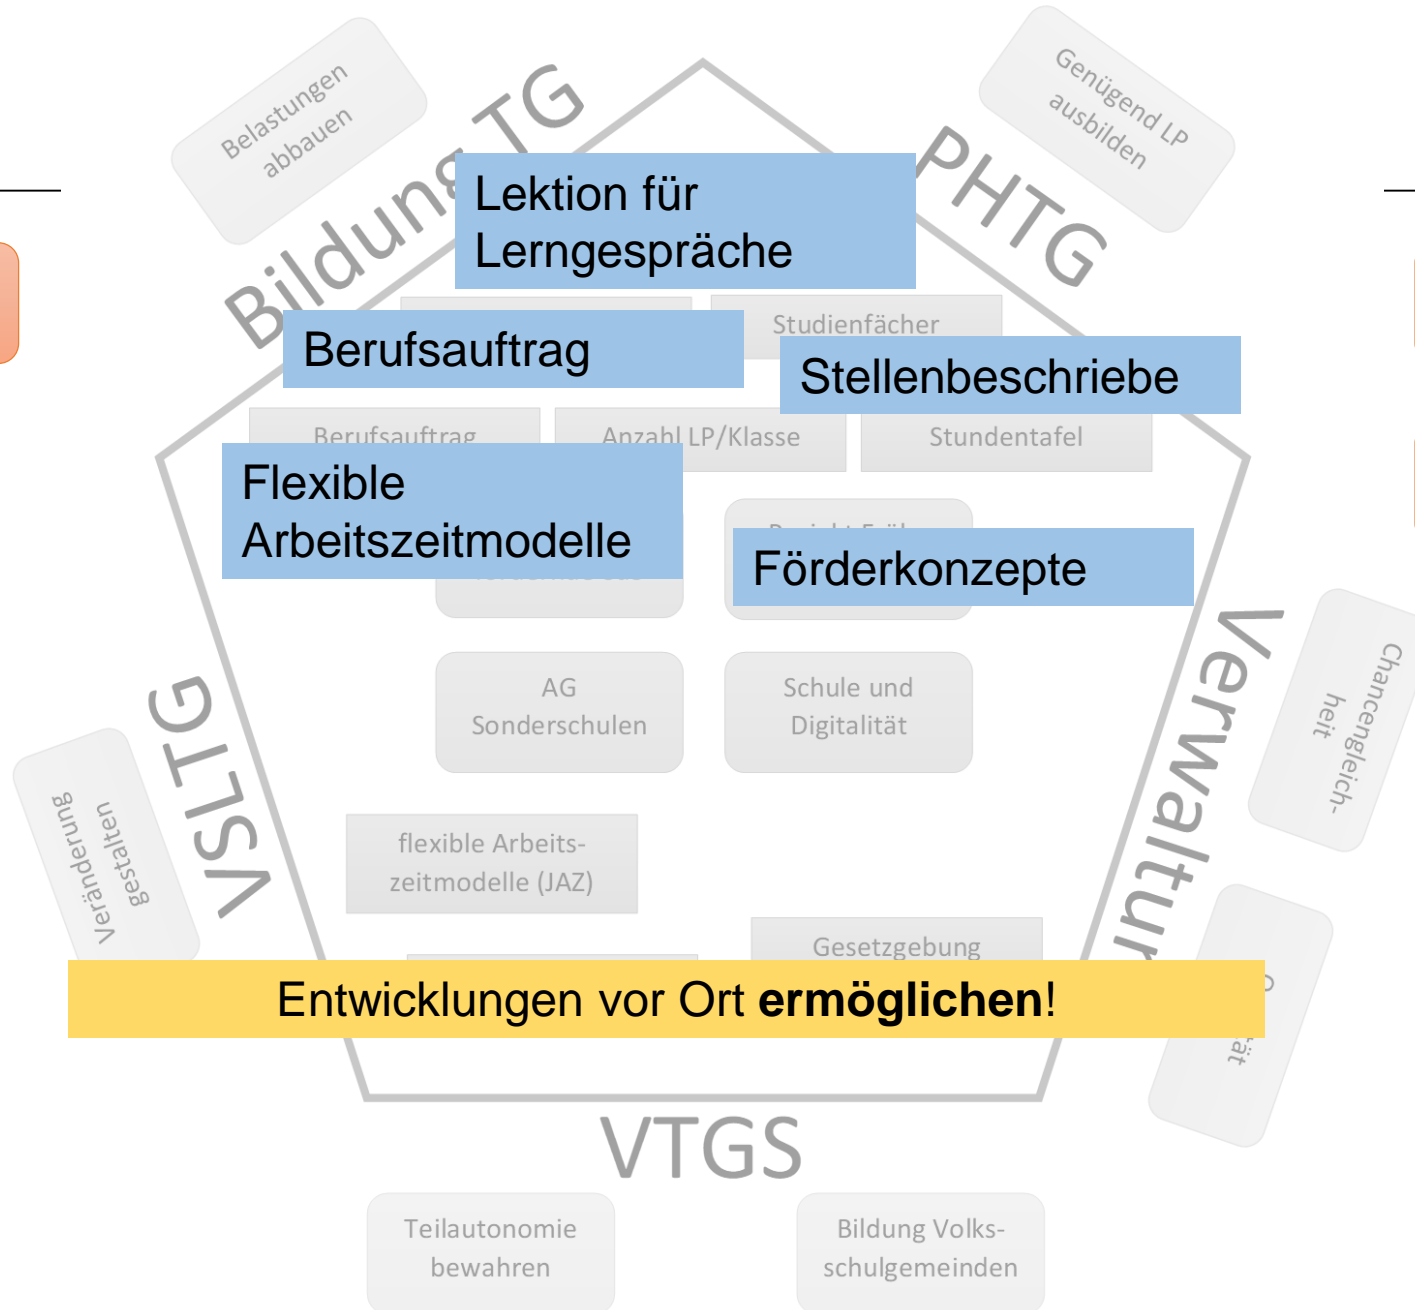 Belastungen
abbauen
Genügend LP
ausbilden
Bildung TG
PHTG
Lektion für
Lerngespräche
Studienfächer
Berufsauftrag
Stellenbeschriebe
Berufsauftrag
Anzahl LP/Klasse
Stundentafel
Flexible
Arbeitszeitmodelle
Förderkonzepte
AG
Sonderschulen
Schule und
Digitalität
VSLTG
Verwaltun
Chancengleich-
heit
Veränderung
gestalten
flexible Arbeits-
zeitmodelle (JAZ)
Gesetzgebung
Entwicklungen vor Ort ermöglichen!
VTGS
Teilautonomie
bewahren
Bildung Volks-
schulgemeinden